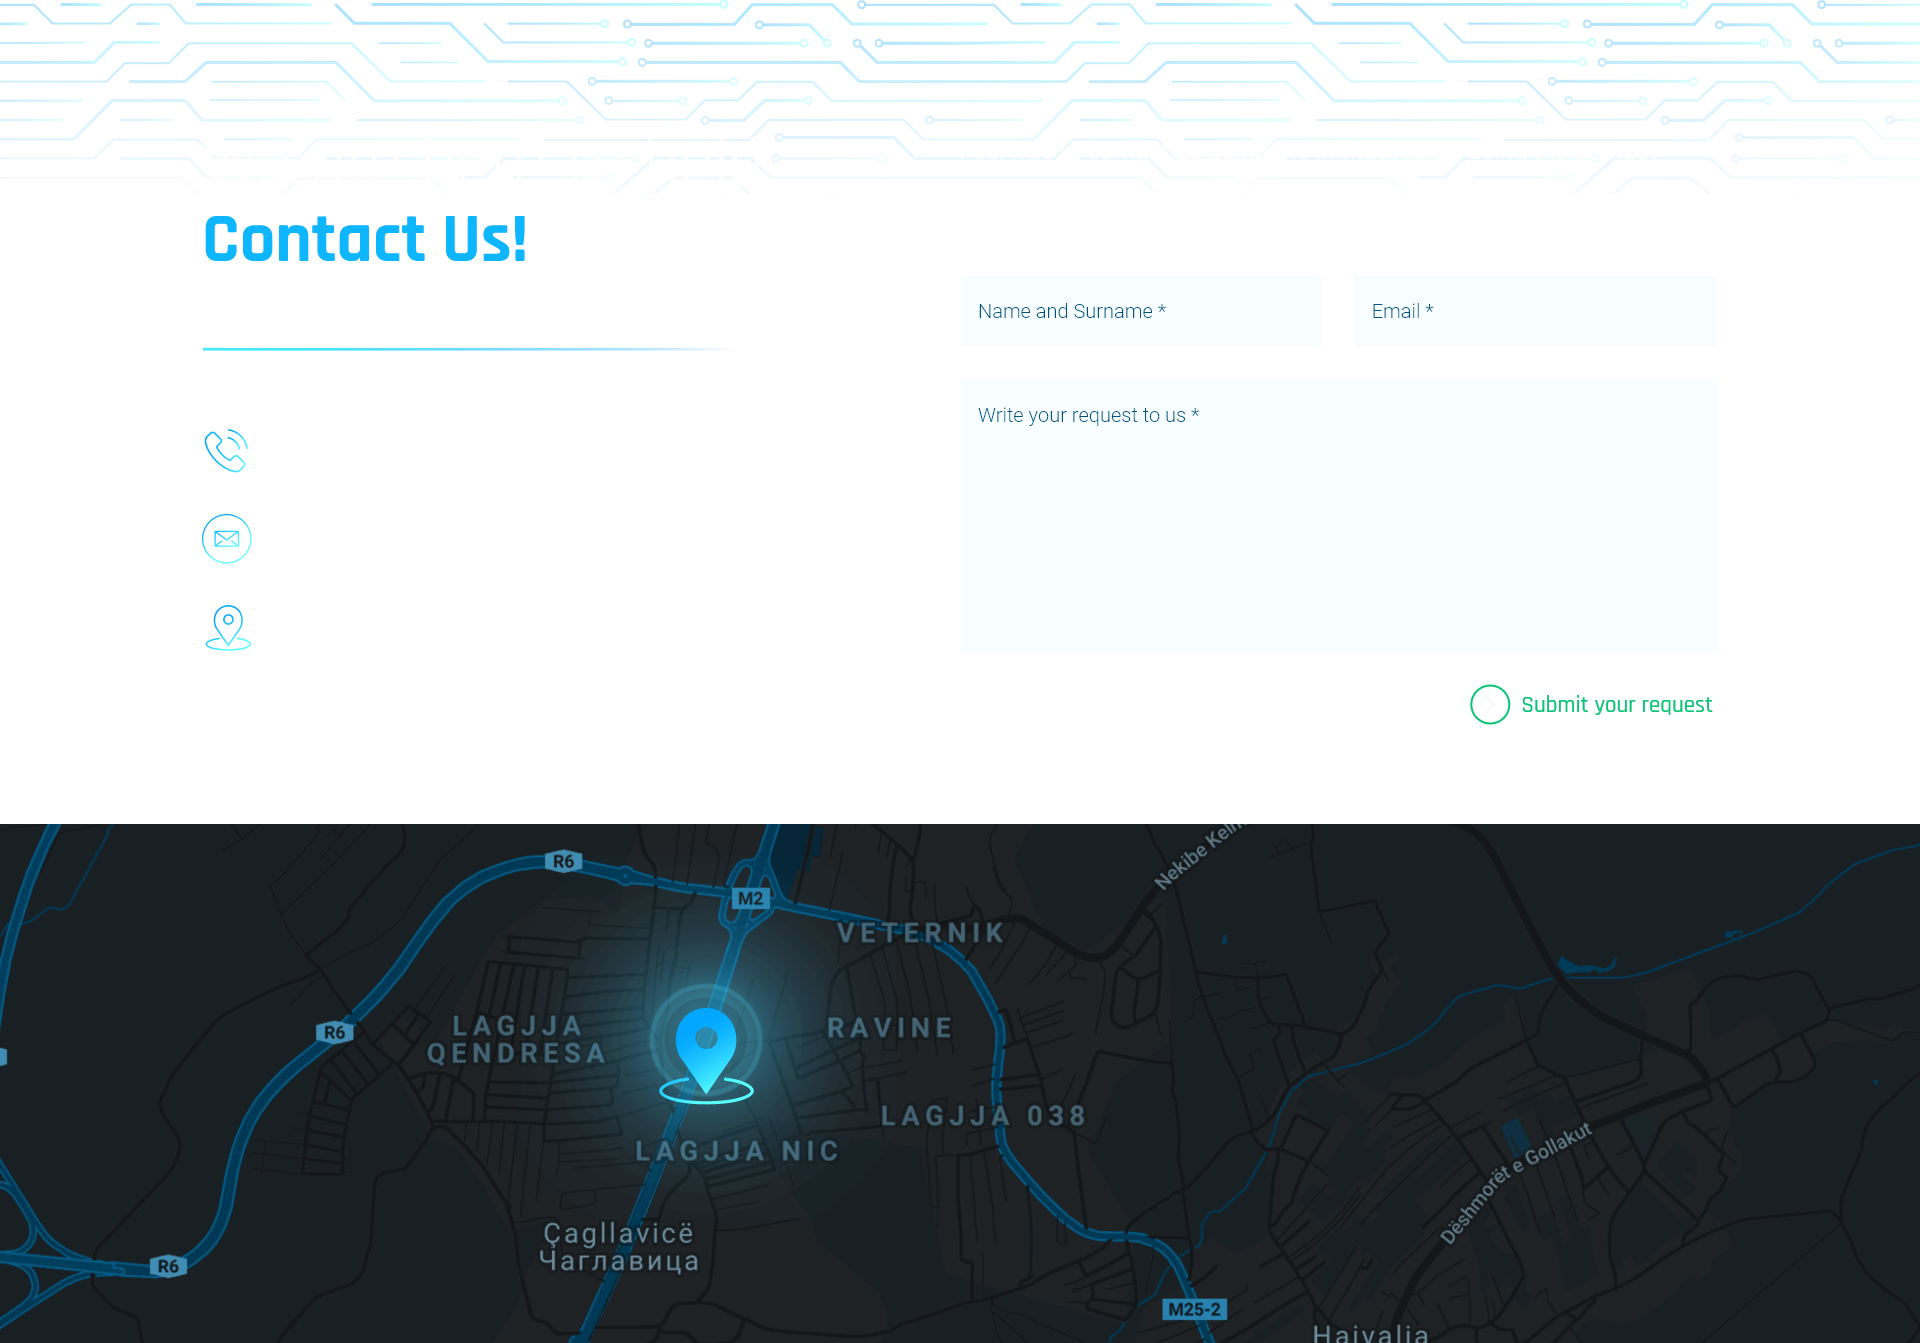 Contact Us!
Name and Surname *
Email *
Write your request to us *
Submit your request
R6
M2
Nekibe Kelm
VETERNIK
LAGJJA
QENDRESA
R6
RAVINE
LAGJJA 038
LAGJJA NIC
Dëshmorët e Gollakut
Çagllavicë
Чаглавица
R6
M25-2
Hajvalia